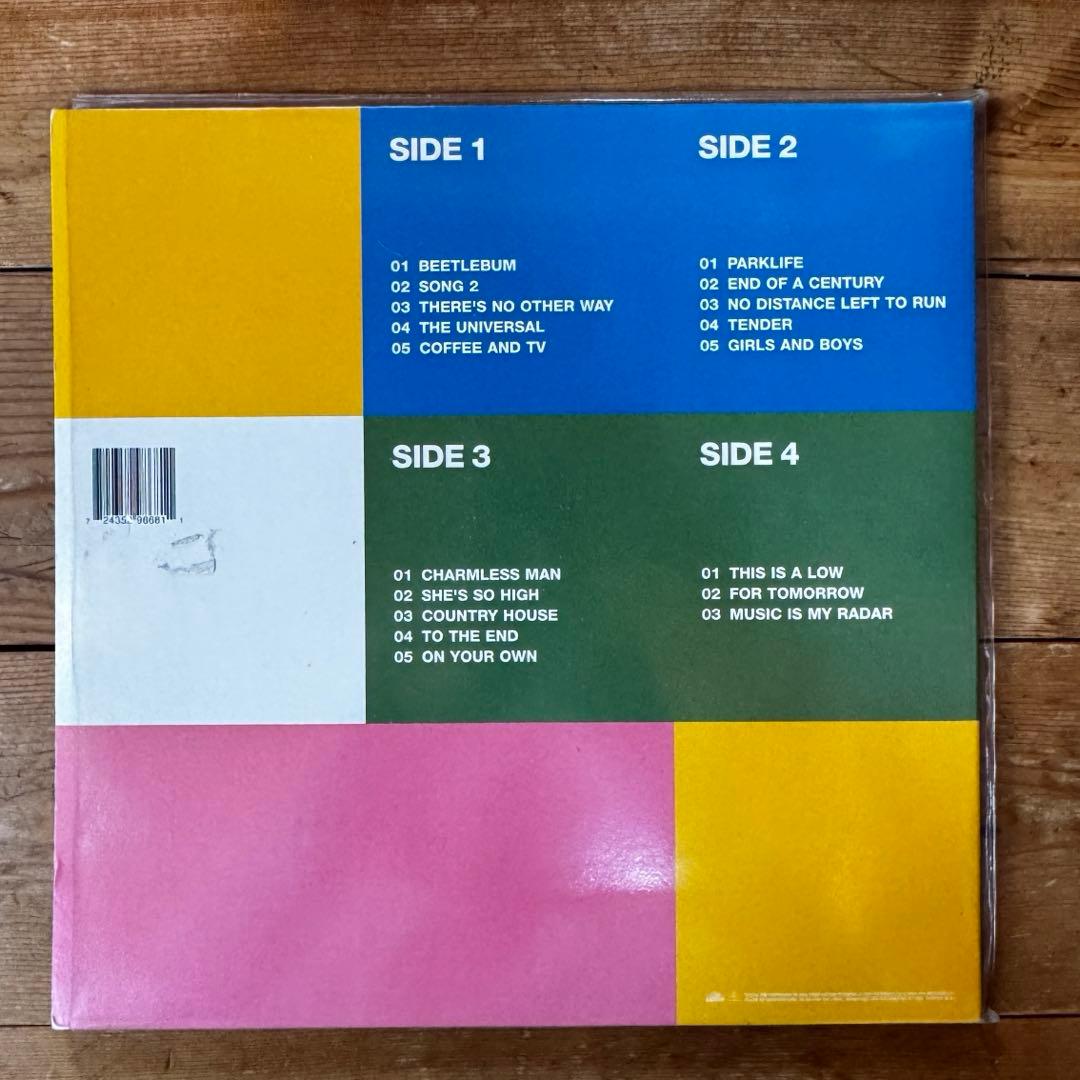 SIDE 1
01 BEETLEBUM
02 SONG 2
03 THERE'S NO OTHER WAY
04 THE UNIVERSAL
05 COFFEE AND TV
SIDE 2
01 PARKLIFE
02 END OF A CENTURY
03 NO DISTANCE LEFT TO RUN
04 TENDER
05 GIRLS AND BOYS
SIDE 3
01 CHARMLESS MAN
02 SHE'S SO HIGH
03 COUNTRY HOUSE
04 TO THE END
05 ON YOUR OWN
SIDE 4
01 THIS IS A LOW
02 FOR TOMORROW
03 MUSIC IS MY RADAR